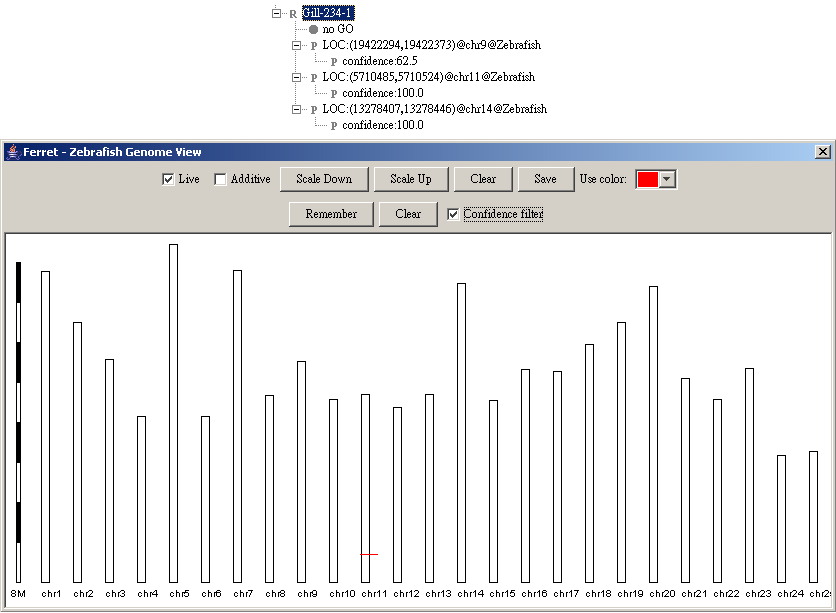 R Gill-234-1
no GO
P LOC:(19422294,19422373)@chr9@Zebrafish
P confidence:62.5
P LOC:(5710485,5710524)@chr11@Zebrafish
P confidence:100.0
P LOC:(13278407,13278446)@chr14@Zebrafish
P confidence:100.0
Ferret - Zebrafish Genome View
Live Additive Scale Down Scale Up Clear Save Use color:
Remember Clear Confidence filter
8M chr1 chr2 chr3 chr4 chr5 chr6 chr7 chr8 chr9 chr10 chr11 chr12 chr13 chr14 chr15 chr16 chr17 chr18 chr19 chr20 chr21 chr22 chr23 chr24